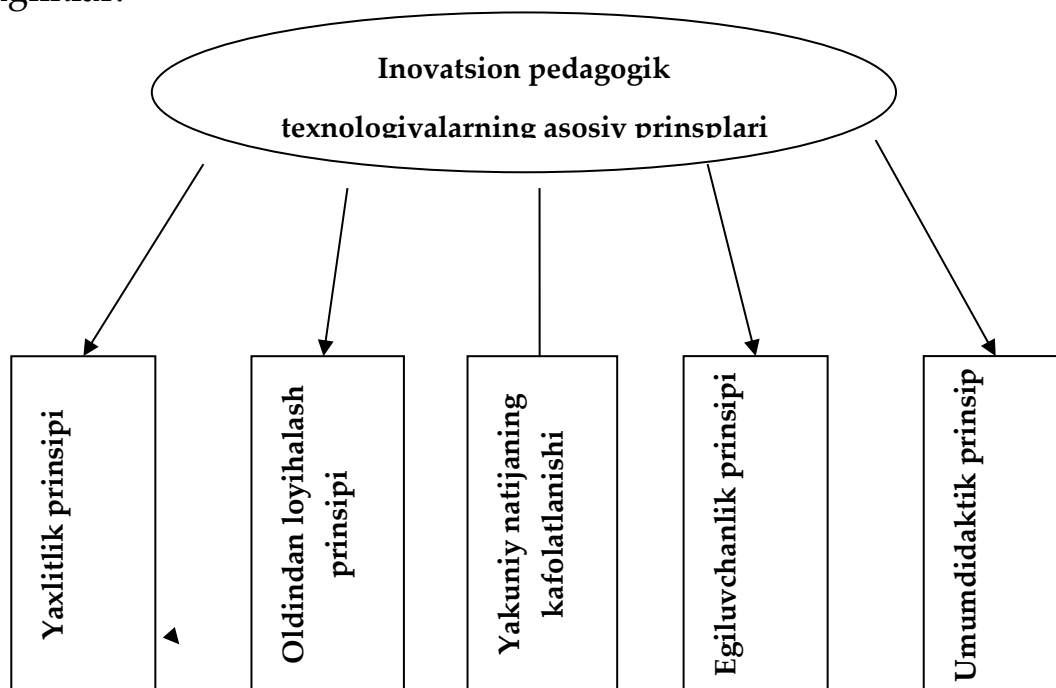 Inovatsion pedagogik
texnologiyalarning asosiy prinsplari
Yaxlitlik prinsipi
Oldindan loyihalash
prinsipi
Yakuniy natijaning
kafolatlanishi
Egiluvchanlik prinsipi
Umumdidaktik prinsip